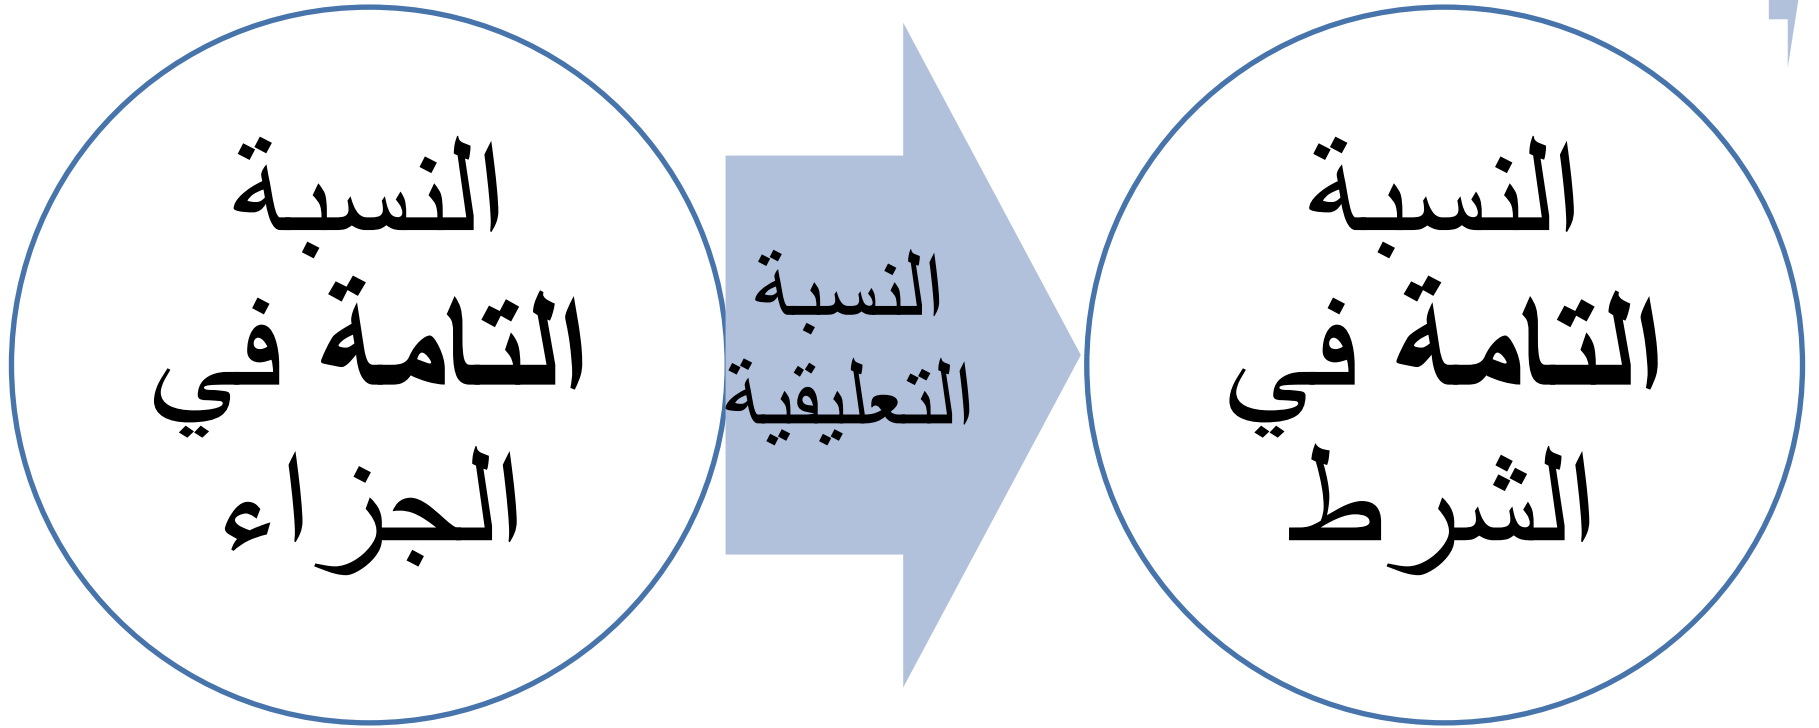 النسبة
التامة في
الشرط
النسبة
التعليقية
النسبة
التامة في
الجزاء